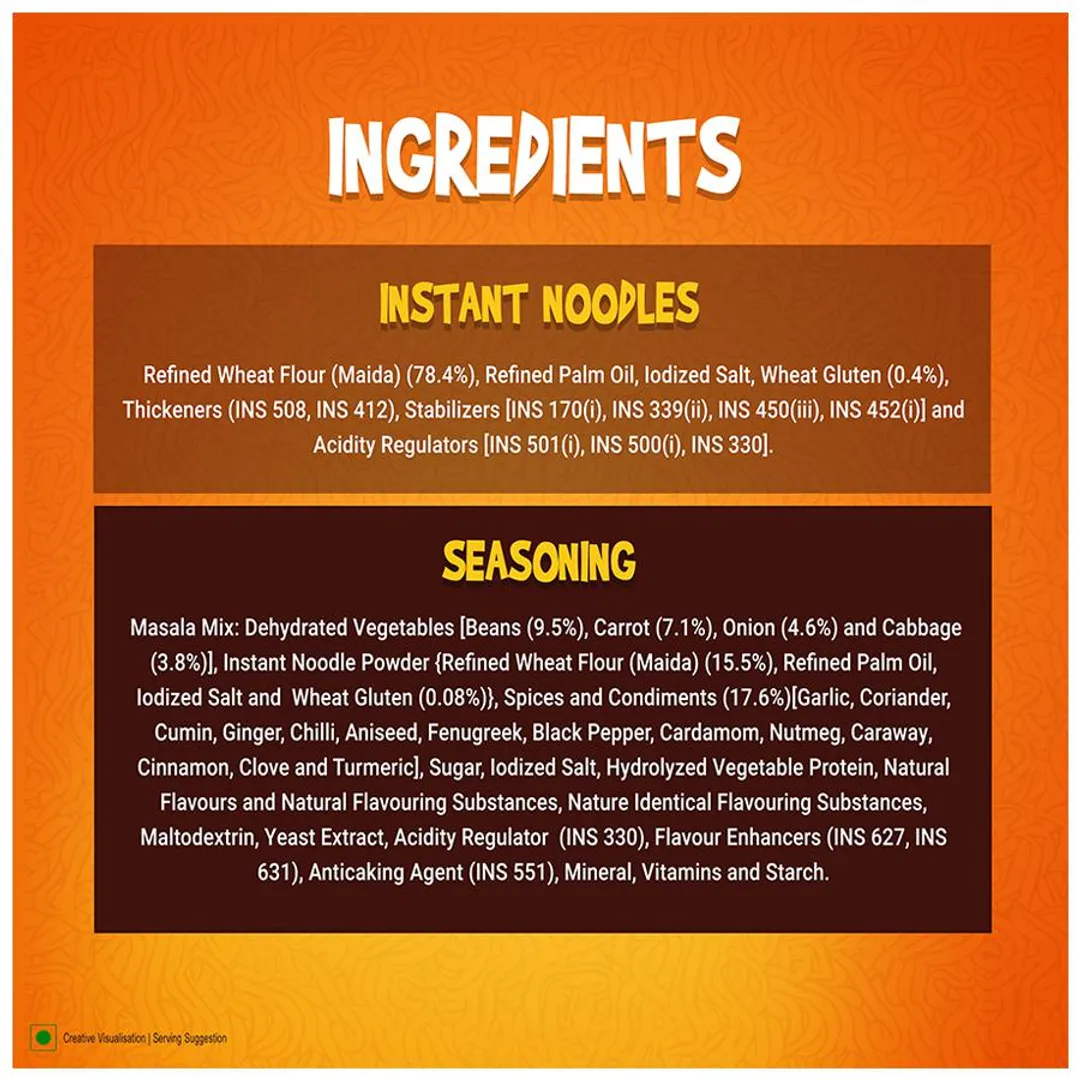 INGREDIENTS
INSTANT NOODLES
Refined Wheat Flour (Maida) (78.4%), Refined Palm Oil, Iodized Salt, Wheat Gluten (0.4%),
Thickeners (INS 508, INS 412), Stabilizers [INS 170(i), INS 339(ii), INS 450(iii), INS 452(i)] and
Acidity Regulators [INS 501(i), INS 500(i), INS 330].
SEASONING
Masala Mix: Dehydrated Vegetables [Beans (9.5%), Carrot (7.1%), Onion (4.6%) and Cabbage
(3.8%)], Instant Noodle Powder {Refined Wheat Flour (Maida) (15.5%), Refined Palm Oil,
Iodized Salt and Wheat Gluten (0.08%)}, Spices and Condiments (17.6%)[Garlic, Coriander,
Cumin, Ginger, Chilli, Aniseed, Fenugreek, Black Pepper, Cardamom, Nutmeg, Caraway,
Cinnamon, Clove and Turmeric], Sugar, Iodized Salt, Hydrolyzed Vegetable Protein, Natural
Flavours and Natural Flavouring Substances, Nature Identical Flavouring Substances,
Maltodextrin, Yeast Extract, Acidity Regulator (INS 330), Flavour Enhancers (INS 627, INS
631), Anticaking Agent (INS 551), Mineral, Vitamins and Starch.
Creative Visualisation | Serving Suggestion